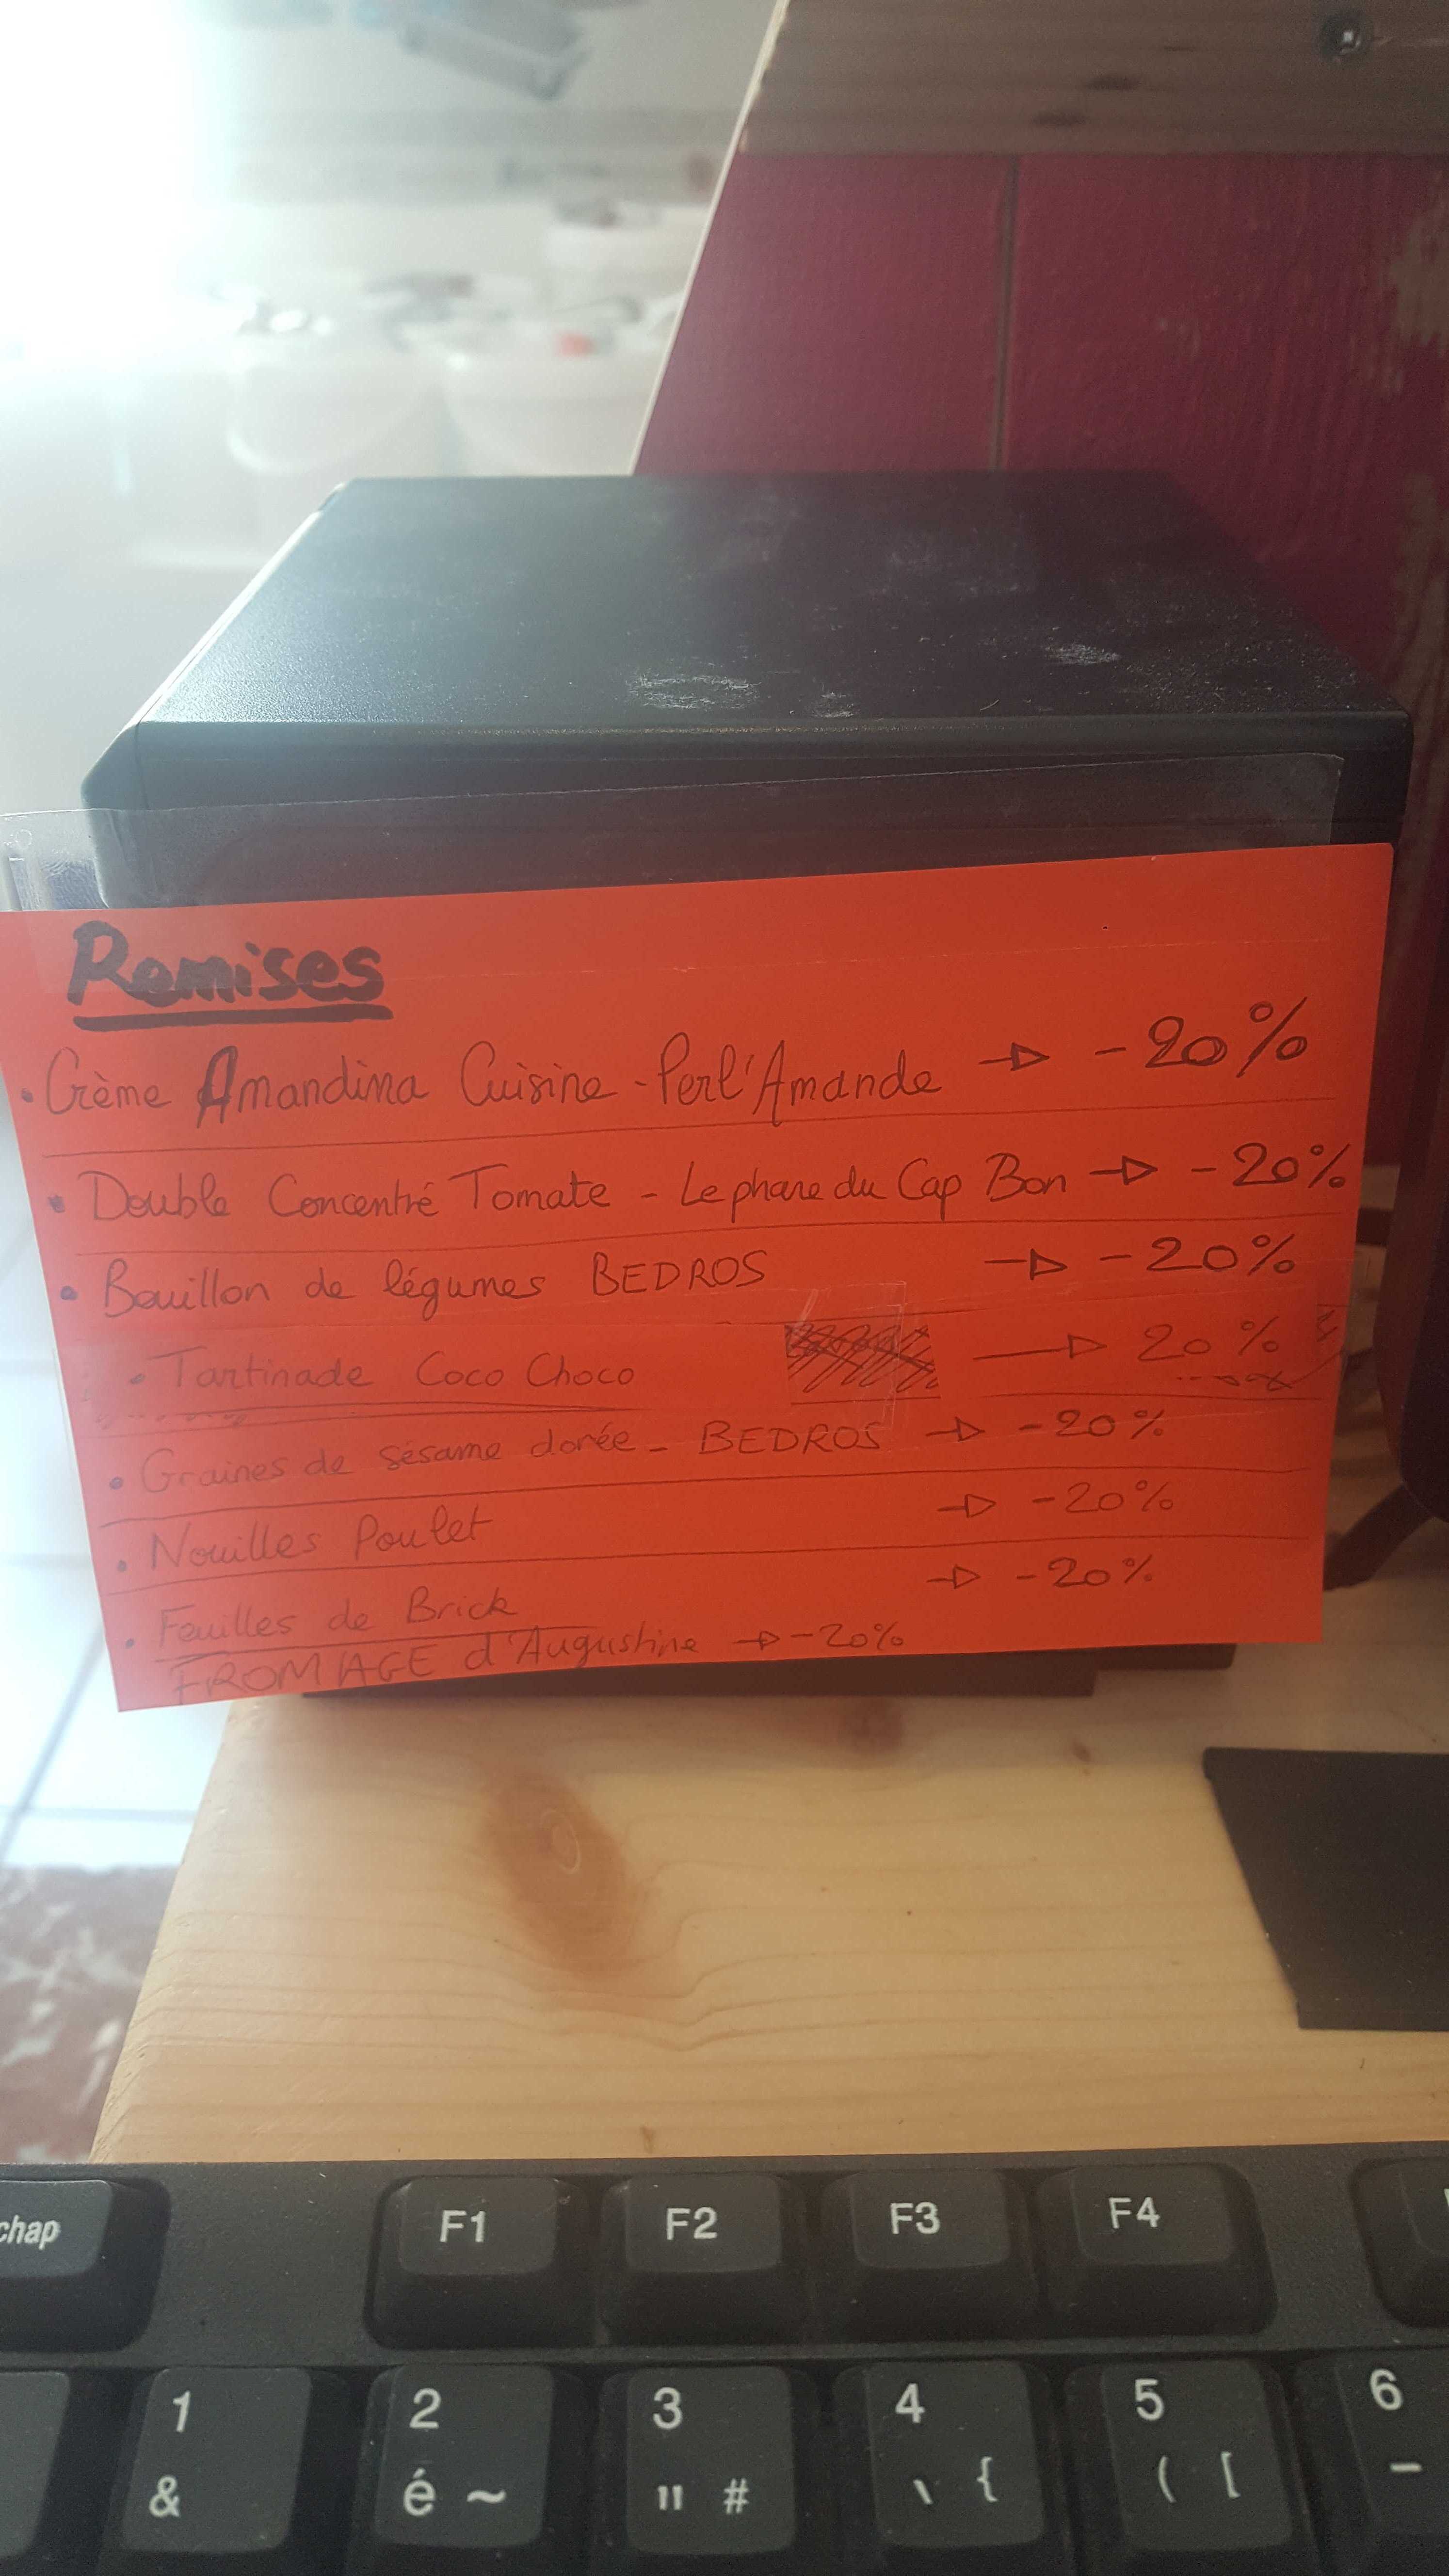 Remises
• Crème Amandina Cuisine - Perl'Amande → -20%
• Double Concentré Tomate - Le phare du Cap Bon → -20%
• Bouillon de légumes BEDROS → -20%
• Tartinade Coco Choco → 20%
• Graines de sésame dorée - BEDROS → -20%
• Nouilles Poulet → -20%
• Feuilles de Brick → -20%
FROMAGE d'Augustine → -20%
chap F1 F2 F3 F4
1 2 3 4 5 6
& é ~ " # ' { ( [ -